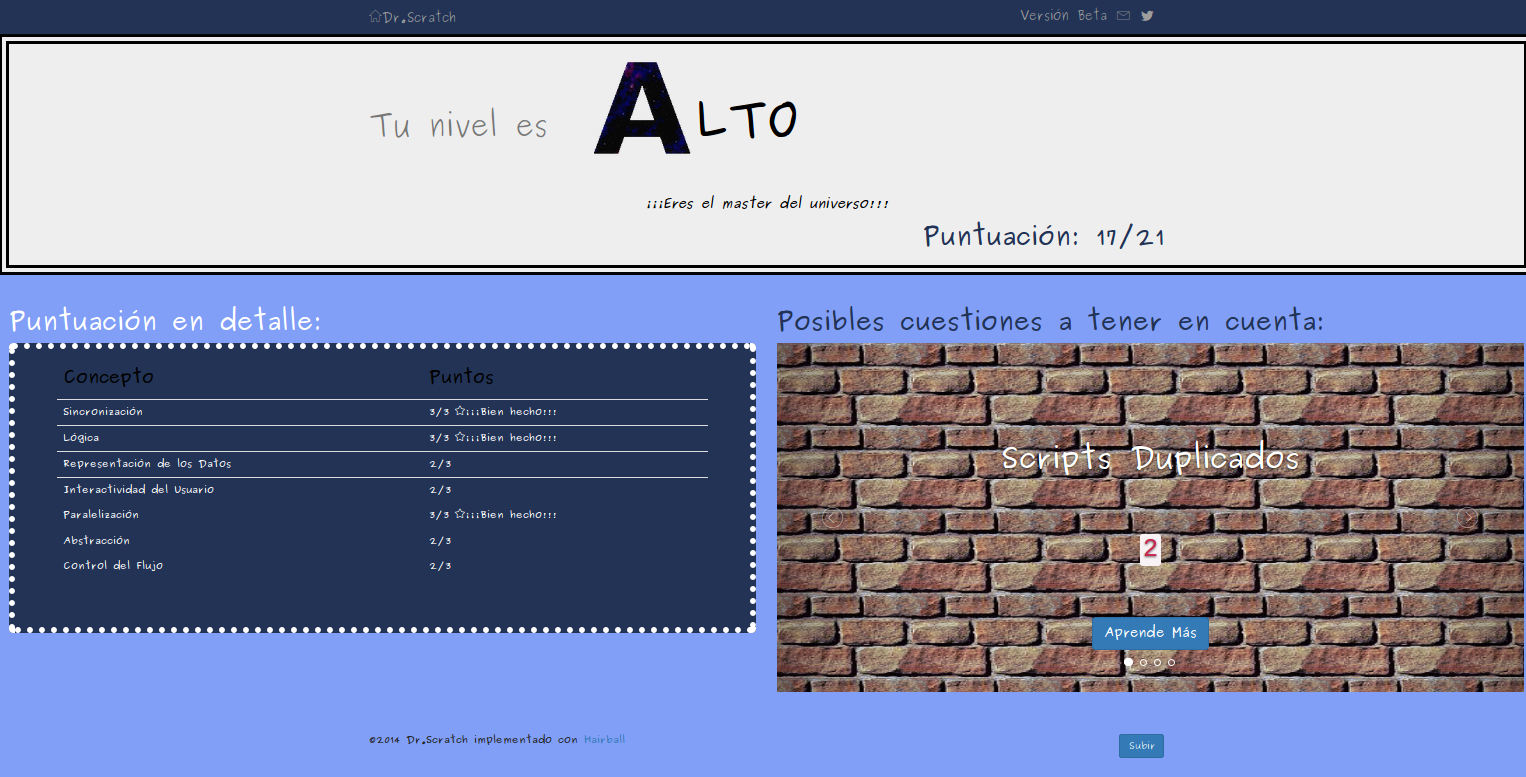 Dr.Scratch
Versión Beta
Tu nivel es ALTO
¡¡¡Eres el master del universo!!!
Puntuación: 17/21
Puntuación en detalle:
Concepto Puntos
Sincronización 3/3 ¡¡¡Bien hecho!!!
Lógica 3/3 ¡¡¡Bien hecho!!!
Representación de los Datos 2/3
Interactividad del Usuario 2/3
Paralelización 3/3 ¡¡¡Bien hecho!!!
Abstracción 2/3
Control del Flujo 2/3
Posibles cuestiones a tener en cuenta:
Scripts Duplicados
2
Aprende Más
©2014 Dr.Scratch implementado con Hairball
Subir